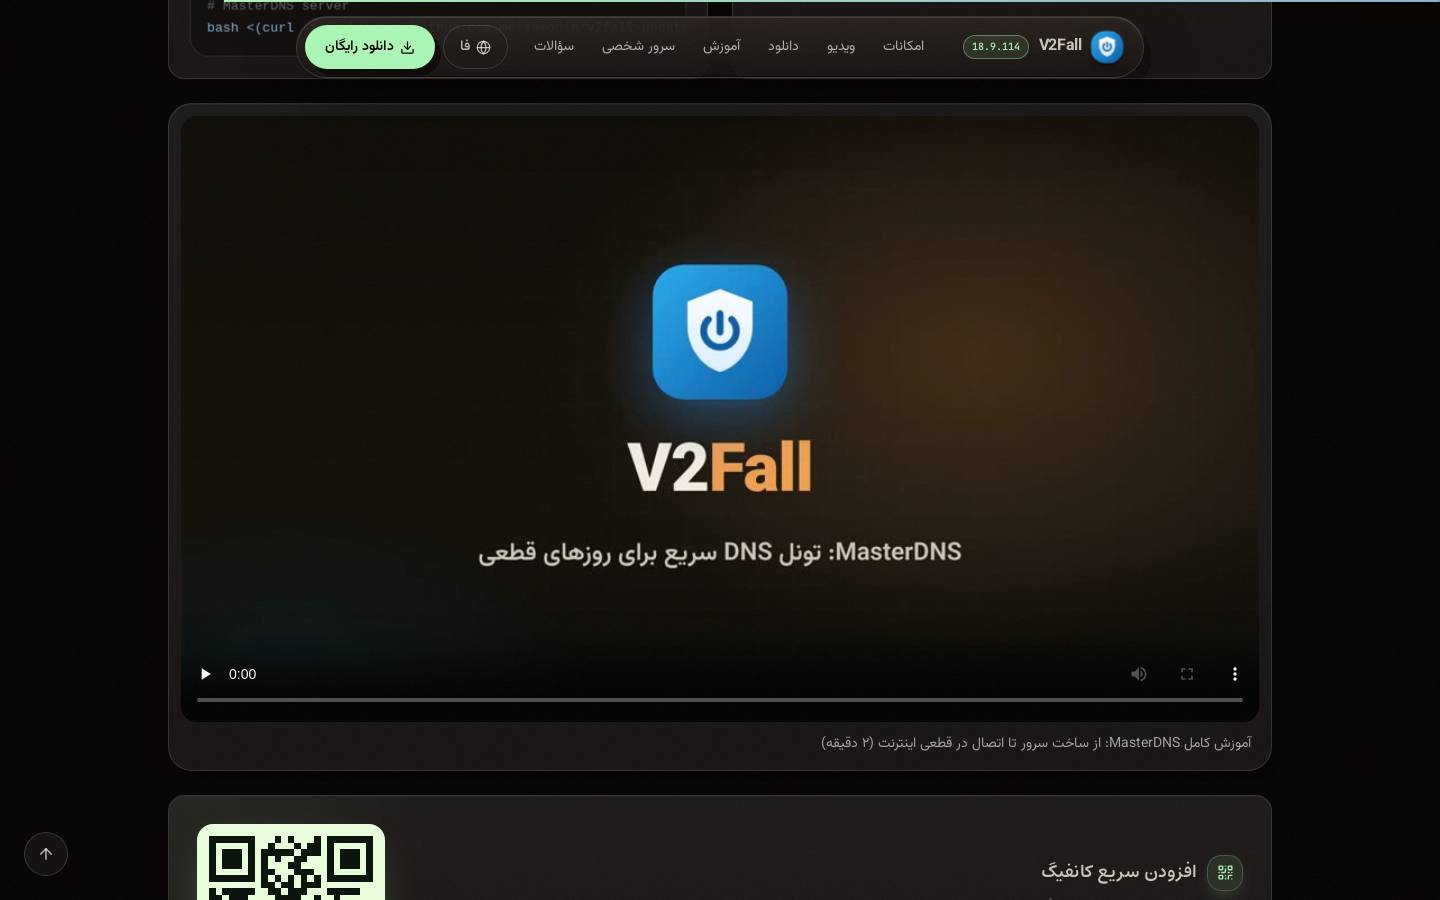 # MasterDNS server
bash <(curl
V2Fall
18.9.114
امکانات
ویدیو
دانلود
آموزش
سرور شخصی
سؤالات
فا
دانلود رایگان
V2Fall
MasterDNS: تونل DNS سریع برای روزهای قطعی
0:00
آموزش کامل MasterDNS: از ساخت سرور تا اتصال در قطعی اینترنت (۲ دقیقه)
افزودن سریع کانفیگ